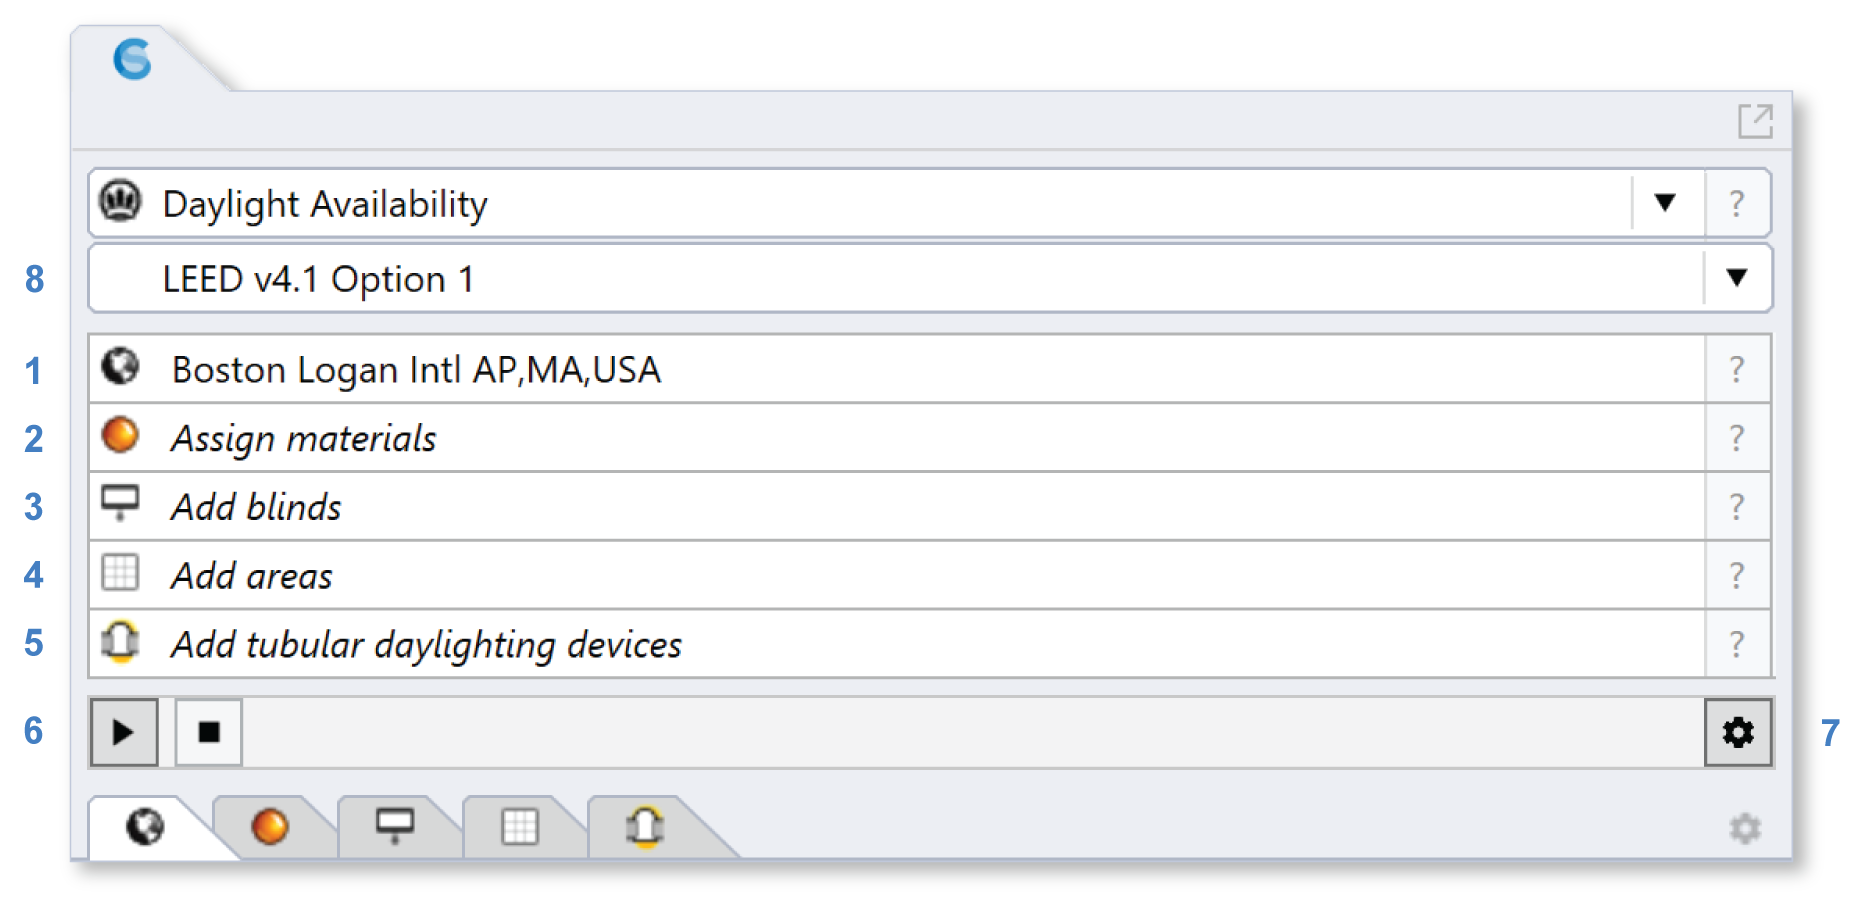 Daylight Availability ?
8 LEED v4.1 Option 1
1 Boston Logan Intl AP,MA,USA ?
2 Assign materials ?
3 Add blinds ?
4 Add areas ?
5 Add tubular daylighting devices ?
6 7